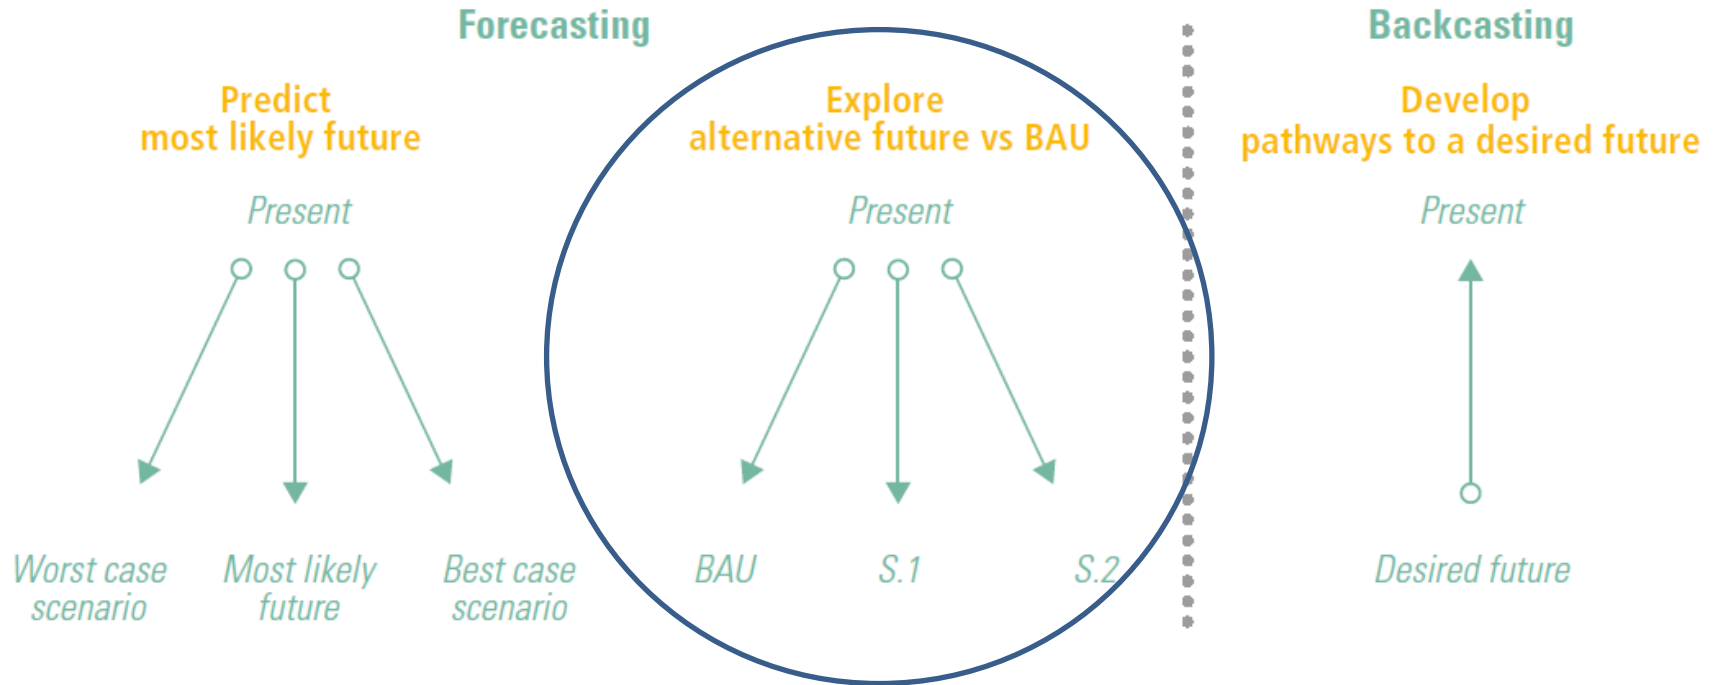 Forecasting
Backcasting
Predict
most likely future
Explore
alternative future vs BAU
Develop
pathways to a desired future
Present
Present
Present
Worst case
scenario
Most likely
future
Best case
scenario
BAU
S.1
S.2
Desired future